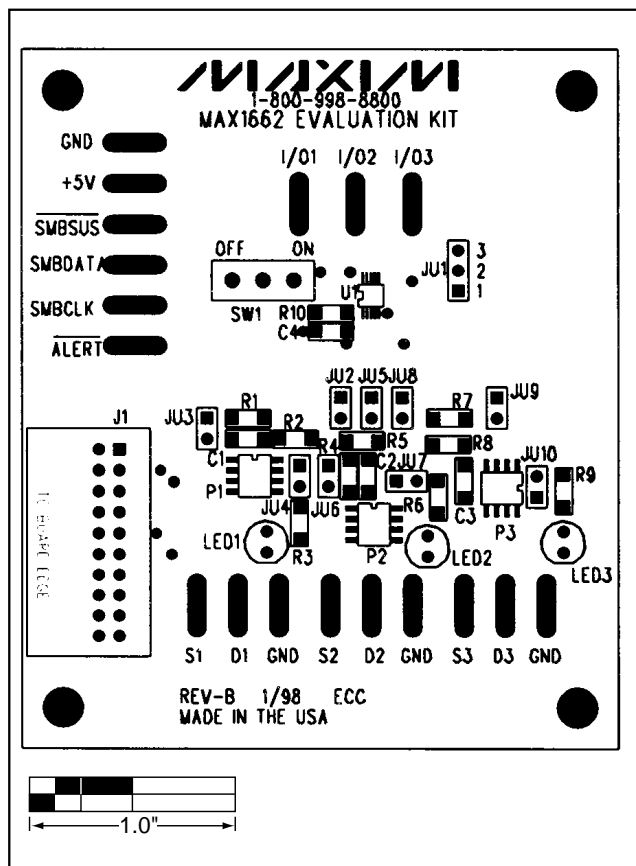 MAXIM
1-800-998-8800
MAX1662 EVALUATION KIT
GND
+5V
SMBSUS
SMBDATA
SMBCLK
ALERT
I/O1 I/O2 I/O3
OFF ON
SW1
U1
R10
C4
JU1
3
2
1
J1
JU3
R1
R2
JU2
JU5
JU8
R7
JU9
C1
P1
R4
R5
C2
JU7
R8
JU10
R9
JU4
JU6
R6
C3
P3
LED1
R3
P2
LED2
LED3
S1 D1 GND S2 D2 GND S3 D3 GND
REV-B 1/98 ECC
MADE IN THE USA
1.0"